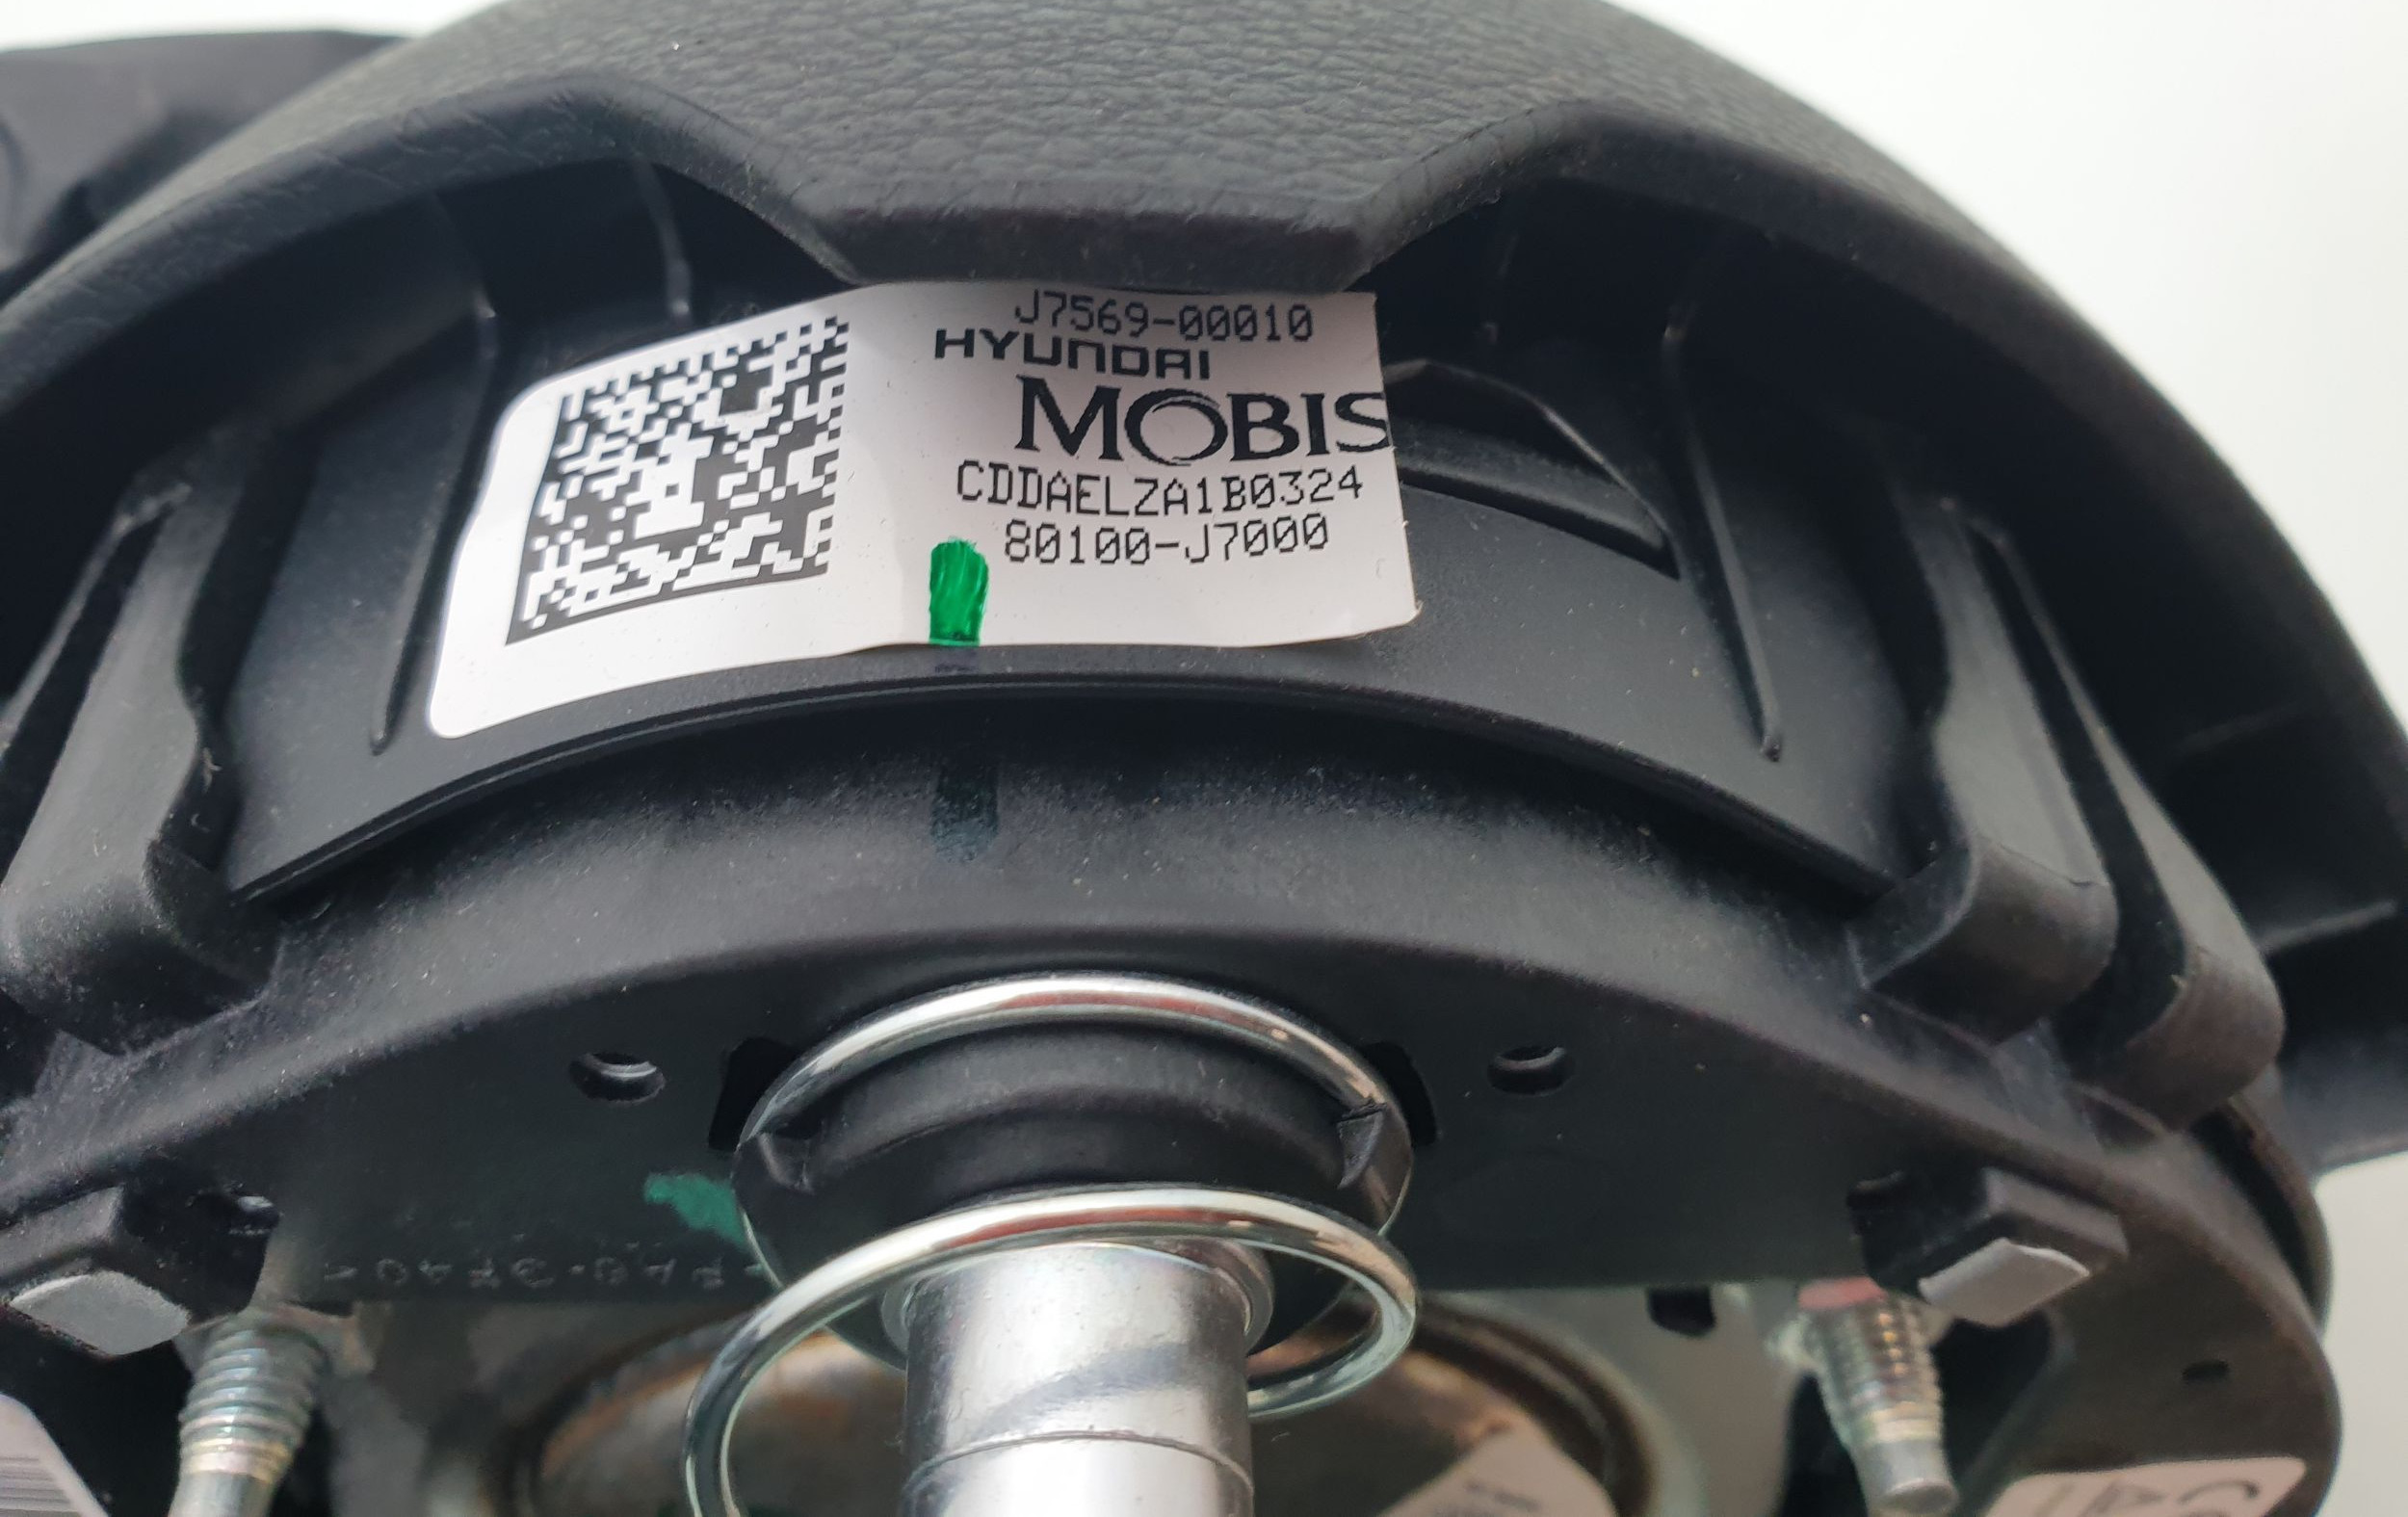 J7569-00010
HYUNDAI
MOBIS
CDDAELZA1B0324
80100-J7000